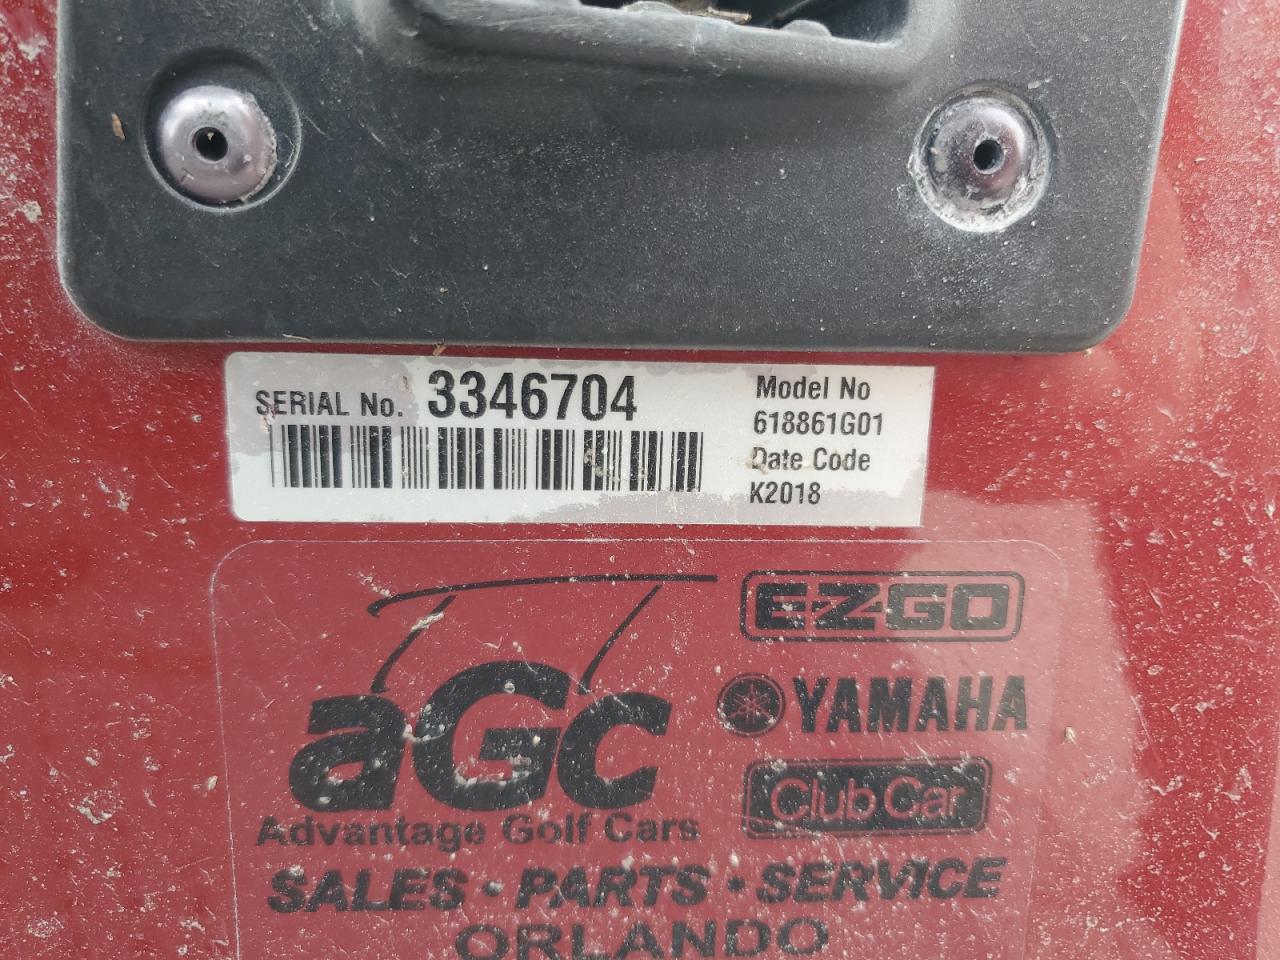 SERIAL No. 3346704
Model No
618861G01
Date Code
K2018
aGc
Advantage Golf Cars
E-Z-GO
YAMAHA
Club Car
SALES • PARTS • SERVICE
ORLANDO